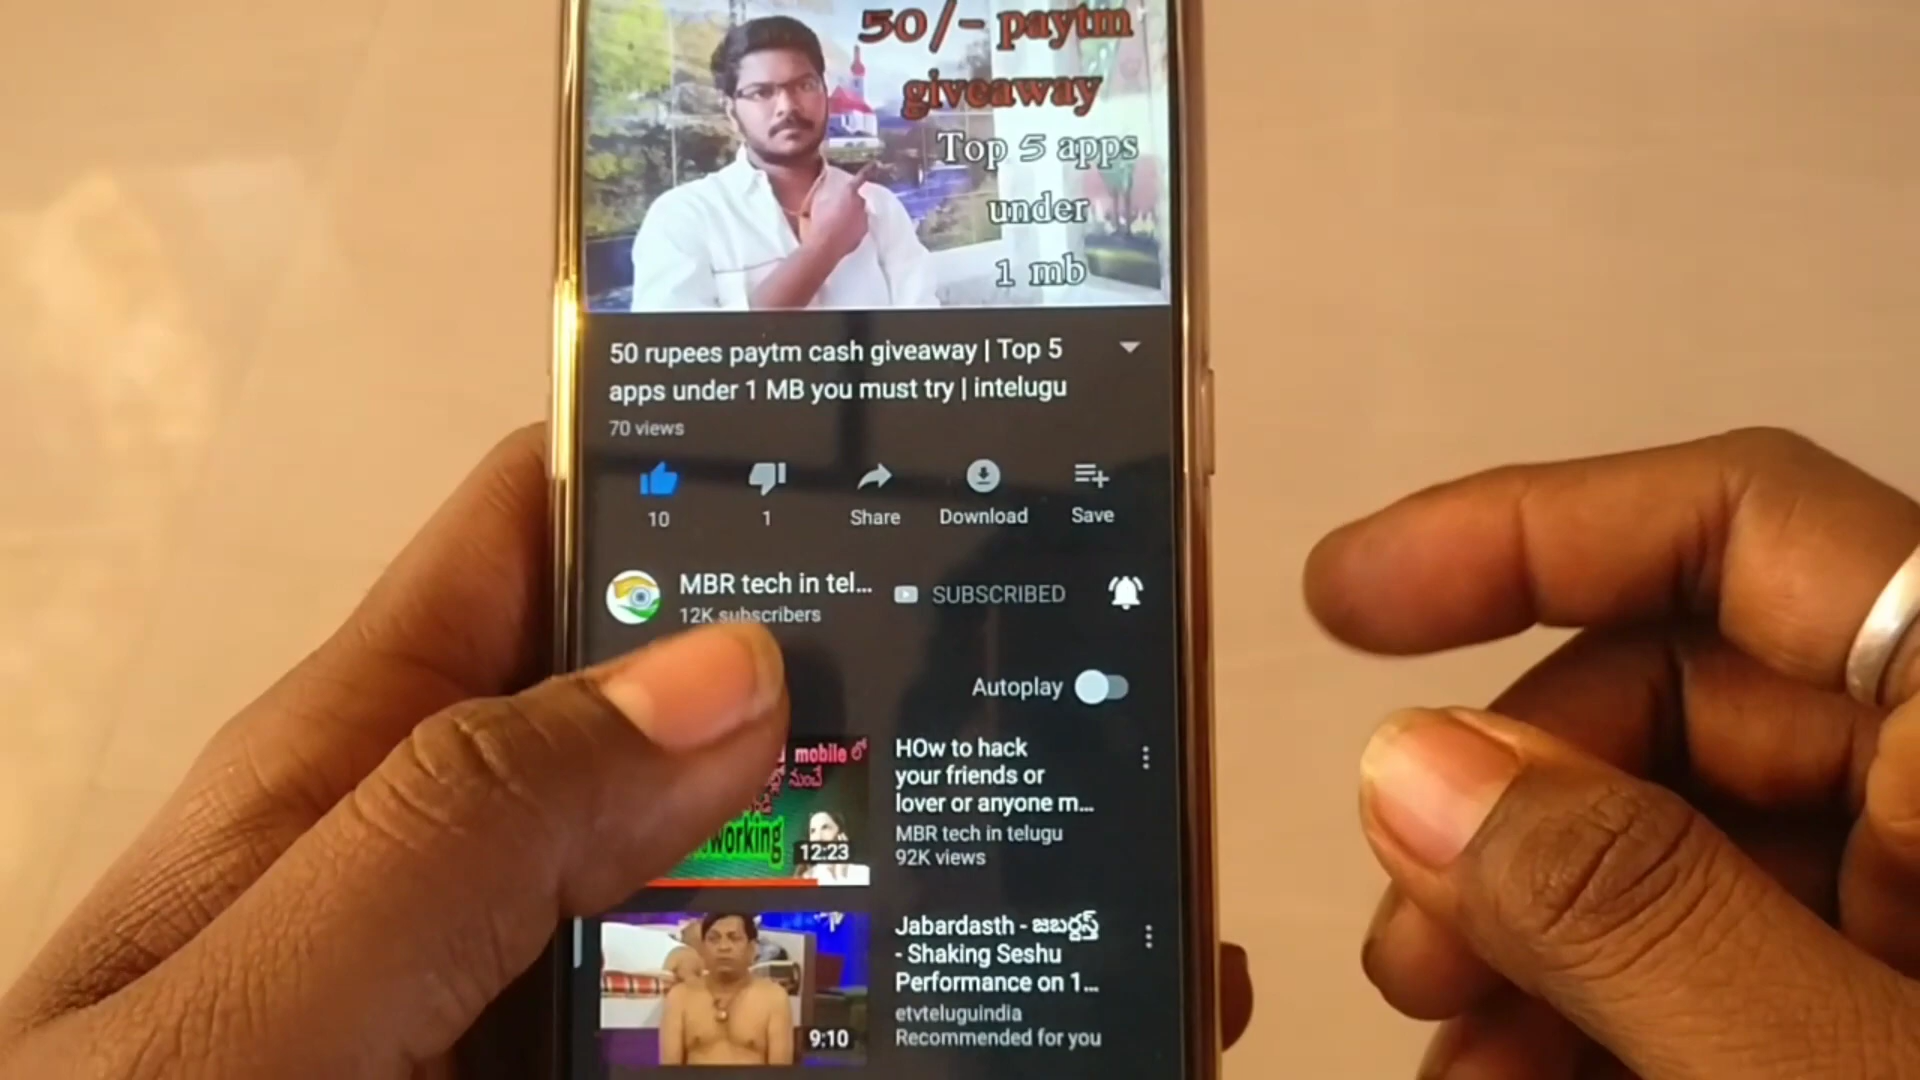 50/- paytm
giveaway
Top 5 apps
under
1 mb
50 rupees paytm cash giveaway | Top 5
apps under 1 MB you must try | intelugu
70 views
10
1
Share
Download
Save
MBR tech in tel...
12K subscribers
SUBSCRIBED
Autoplay
mobile లో
నుంచే
working
12:23
HOw to hack
your friends or
lover or anyone m...
MBR tech in telugu
92K views
9:10
Jabardasth - జబర్దస్త్
- Shaking Seshu
Performance on 1...
etvteluguindia
Recommended for you